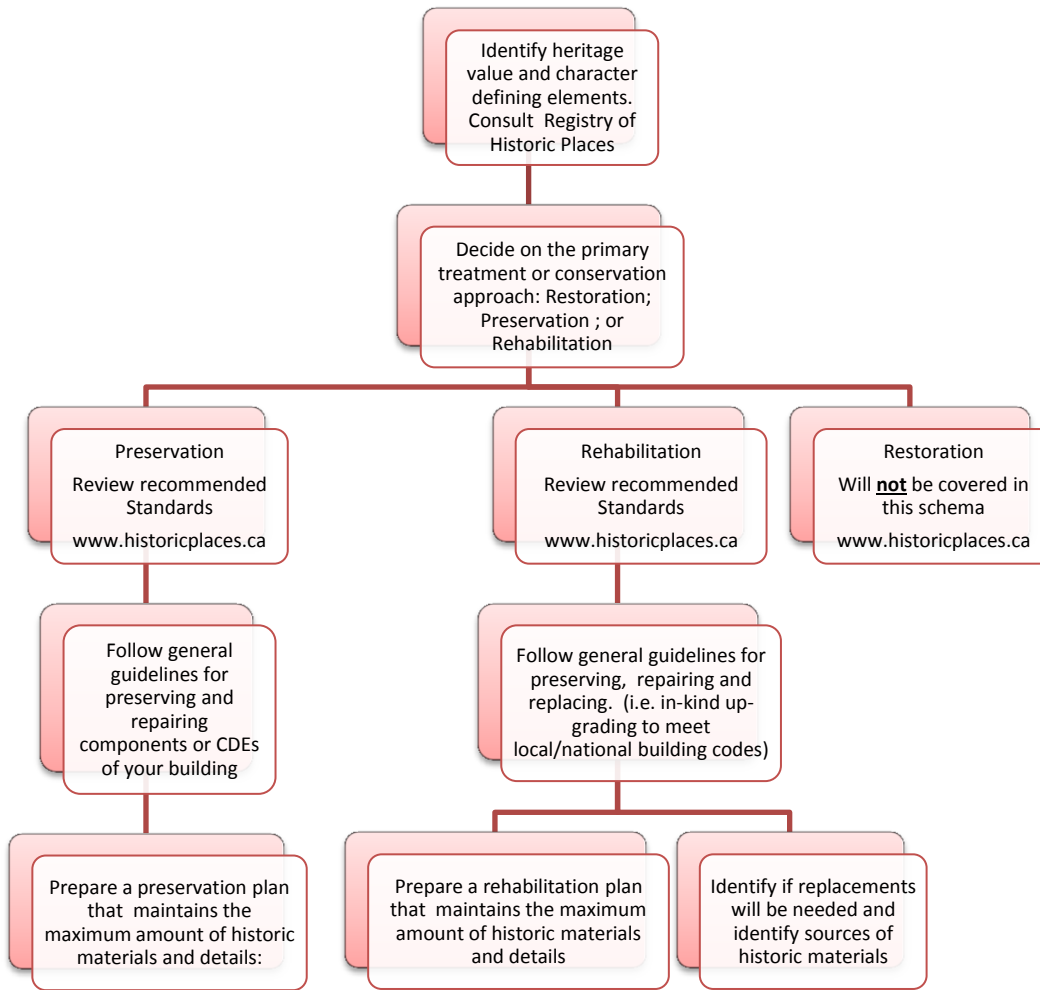 Identify heritage
value and character
defining elements.
Consult  Registry of
Historic Places
Decide on the primary
treatment or conservation
approach: Restoration;
Preservation ; or
Rehabilitation
Preservation
Review recommended
Standards
www.historicplaces.ca
Rehabilitation
Review recommended
Standards
www.historicplaces.ca
Restoration
Will not be covered in
this schema
www.historicplaces.ca
Follow general
guidelines for
preserving and
repairing
components or CDEs
of your building
Follow general guidelines for
preserving,  repairing and
replacing.  (i.e. in-kind up-
grading to meet
local/national building codes)
Prepare a preservation plan
that  maintains the
maximum amount of historic
materials and details:
Prepare a rehabilitation plan
that  maintains the maximum
amount of historic materials
and details
Identify if replacements
will be needed and
identify sources of
historic materials